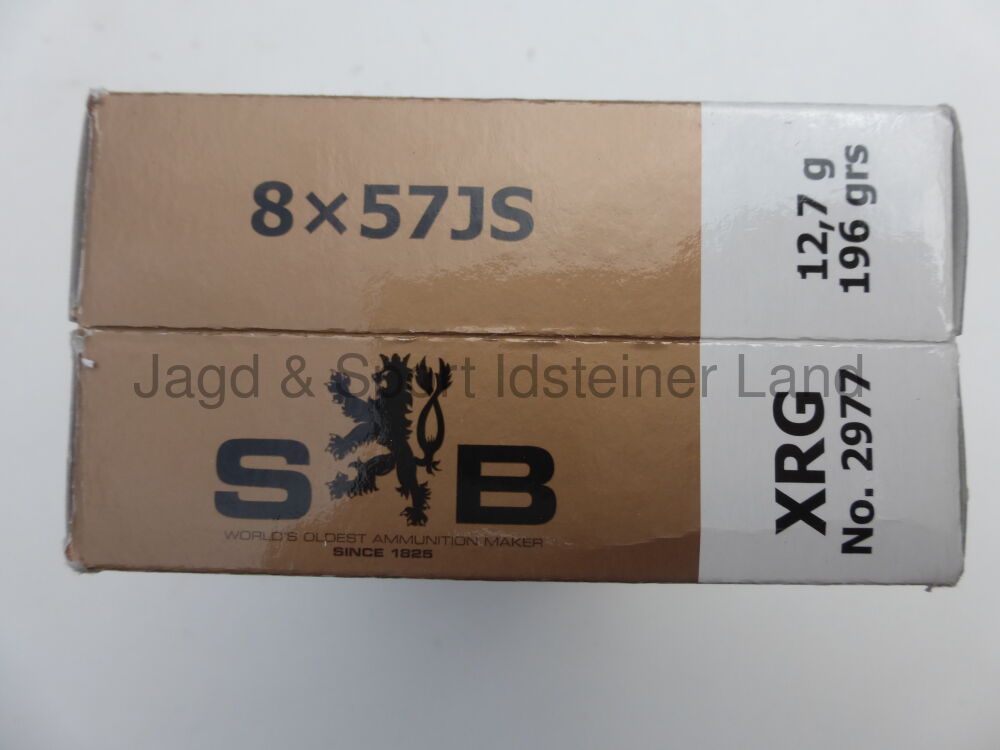 8×57JS
12,7 g
196 grs
Jagd & Sport Idsteiner Land
S B
WORLD'S OLDEST AMMUNITION MAKER
SINCE 1825
XRG
No. 2977